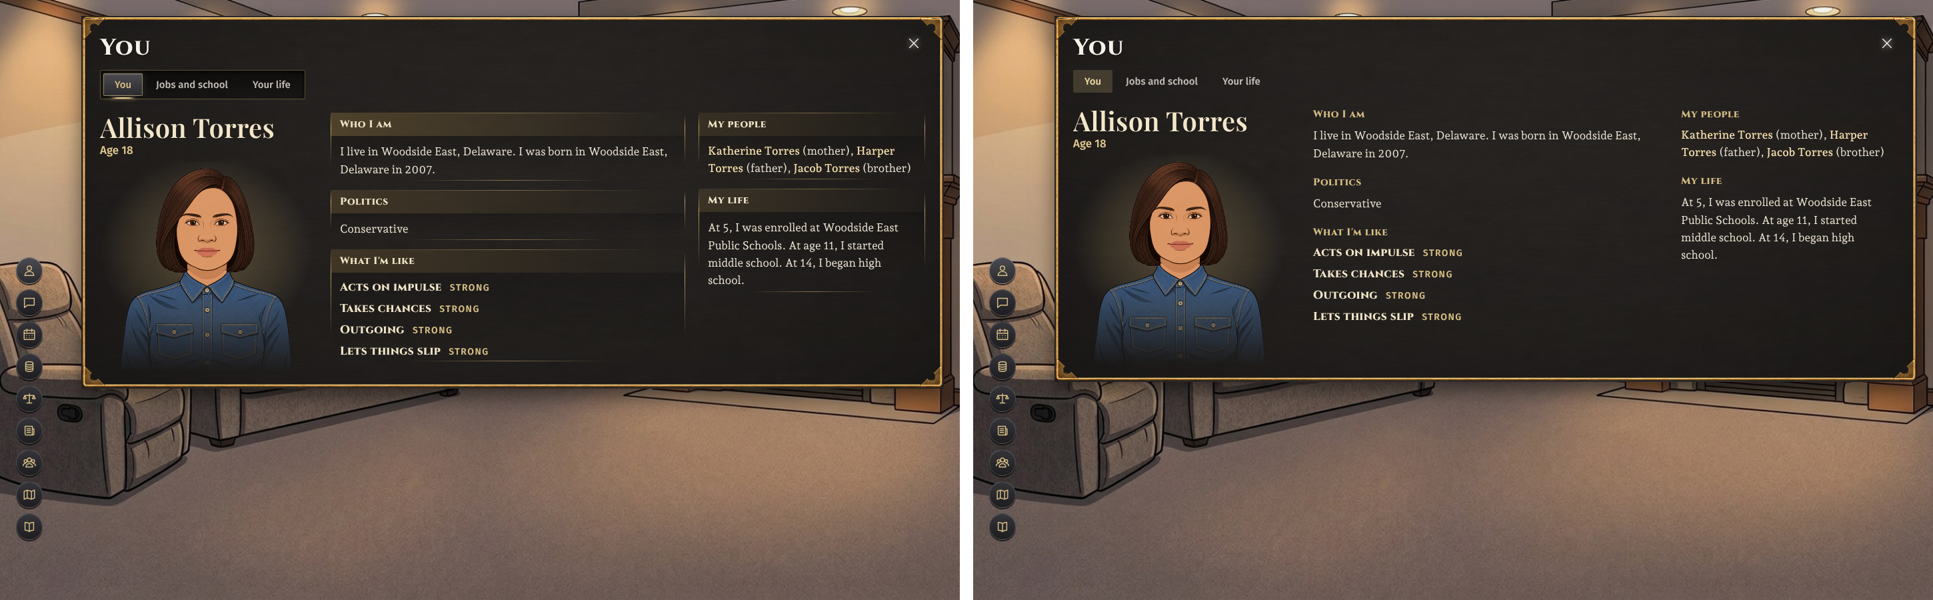 You
You Jobs and school Your life
Allison Torres
Age 18
Who I am
I live in Woodside East, Delaware. I was born in Woodside East,
Delaware in 2007.
Politics
Conservative
What I'm like
Acts on impulse STRONG
Takes chances STRONG
Outgoing STRONG
Lets things slip STRONG
My people
Katherine Torres (mother), Harper
Torres (father), Jacob Torres (brother)
My life
At 5, I was enrolled at Woodside East
Public Schools. At age 11, I started
middle school. At 14, I began high
school.
You
You Jobs and school Your life
Allison Torres
Age 18
Who I am
I live in Woodside East, Delaware. I was born in Woodside East,
Delaware in 2007.
Politics
Conservative
What I'm like
Acts on impulse STRONG
Takes chances STRONG
Outgoing STRONG
Lets things slip STRONG
My people
Katherine Torres (mother), Harper
Torres (father), Jacob Torres (brother)
My life
At 5, I was enrolled at Woodside East
Public Schools. At age 11, I started
middle school. At 14, I began high
school.